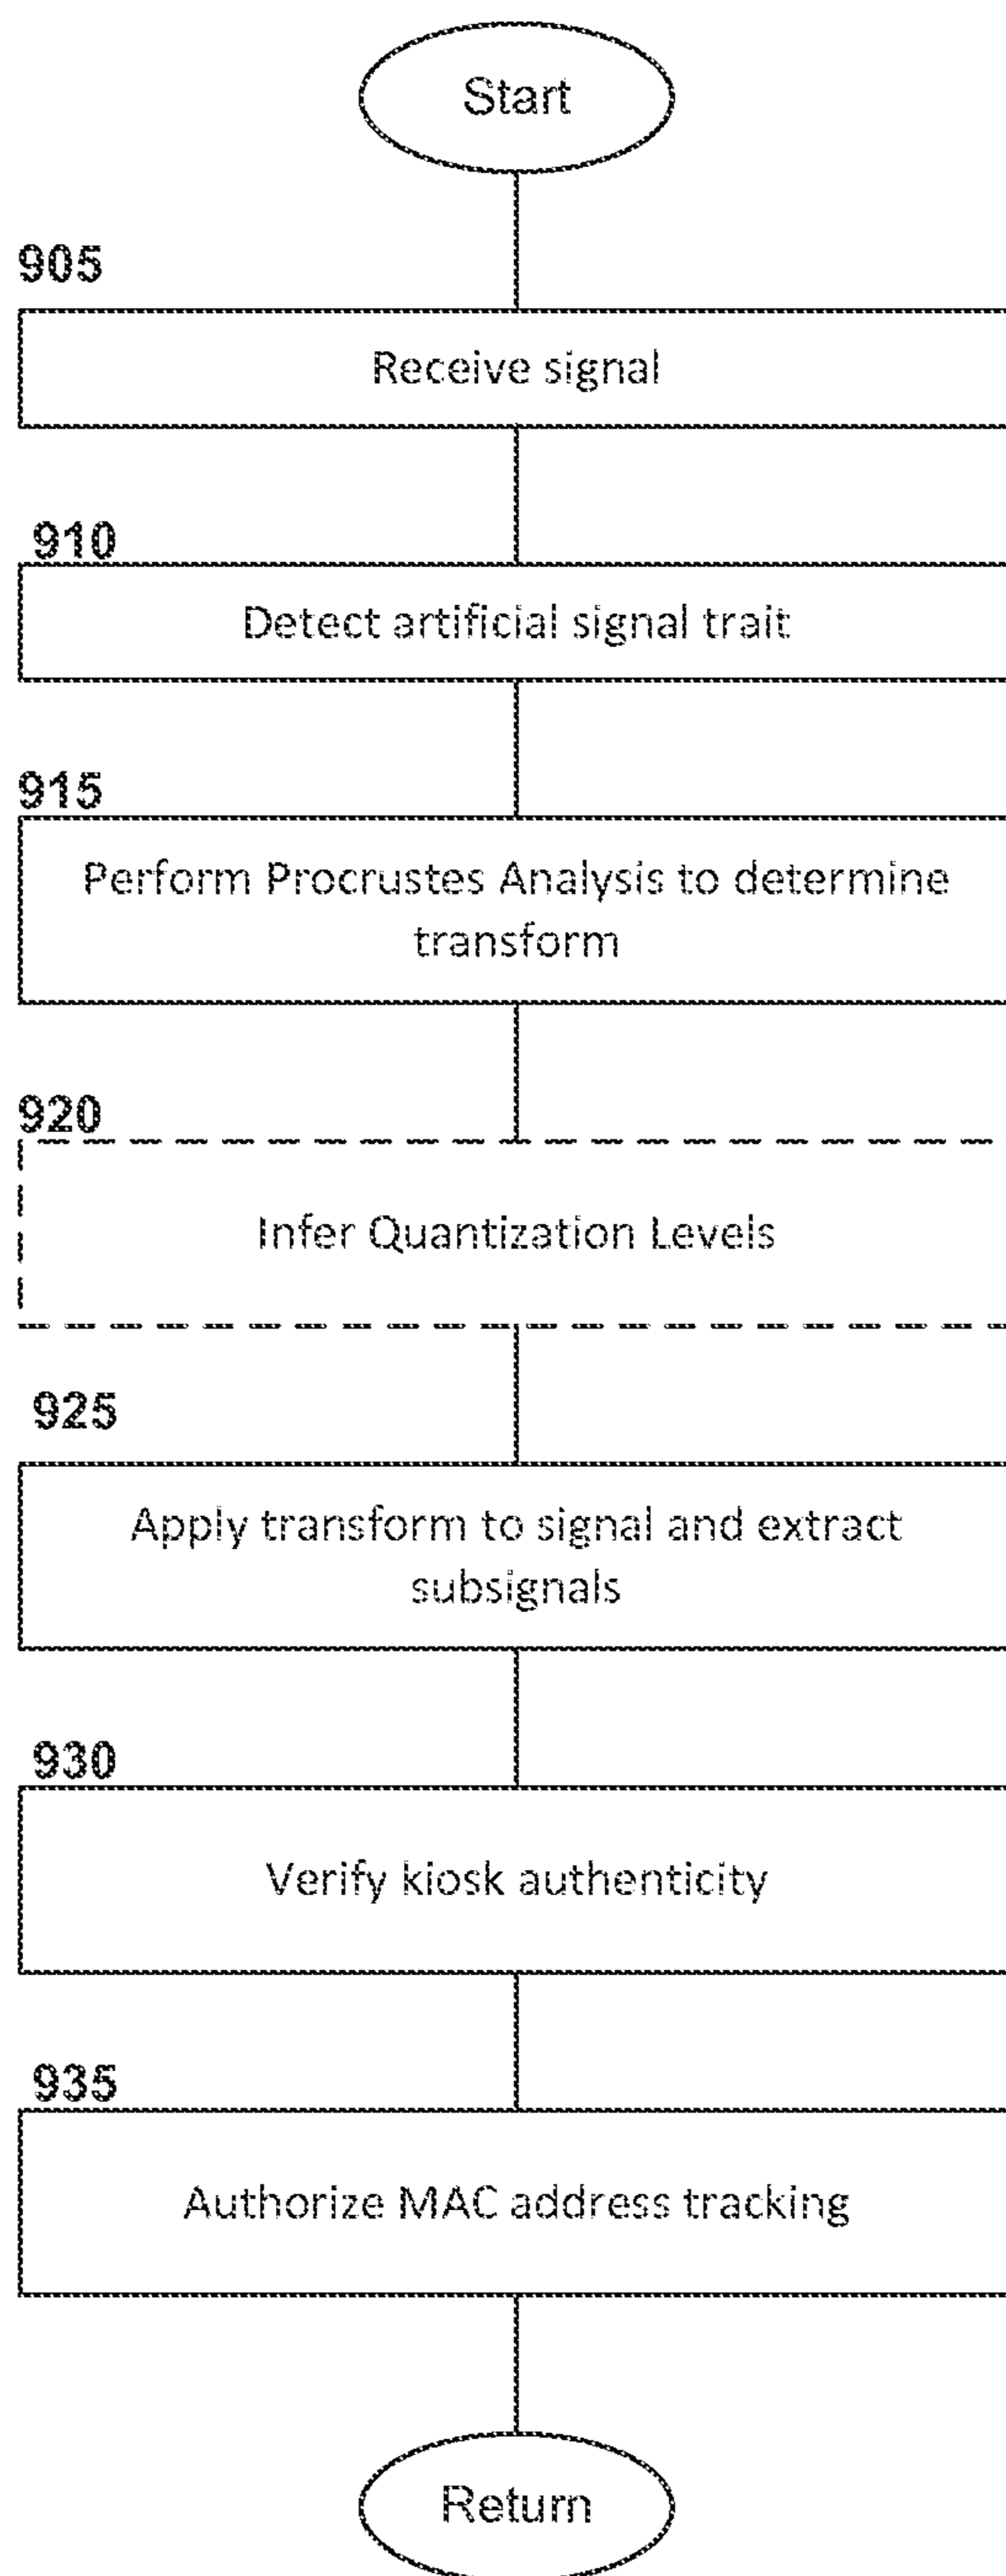 Start
905
Receive signal
910
Detect artificial signal trait
915
Perform Procrustes Analysis to determine
transform
920
Infer Quantization Levels
925
Apply transform to signal and extract
subsignals
930
Verify kiosk authenticity
935
Authorize MAC address tracking
Return